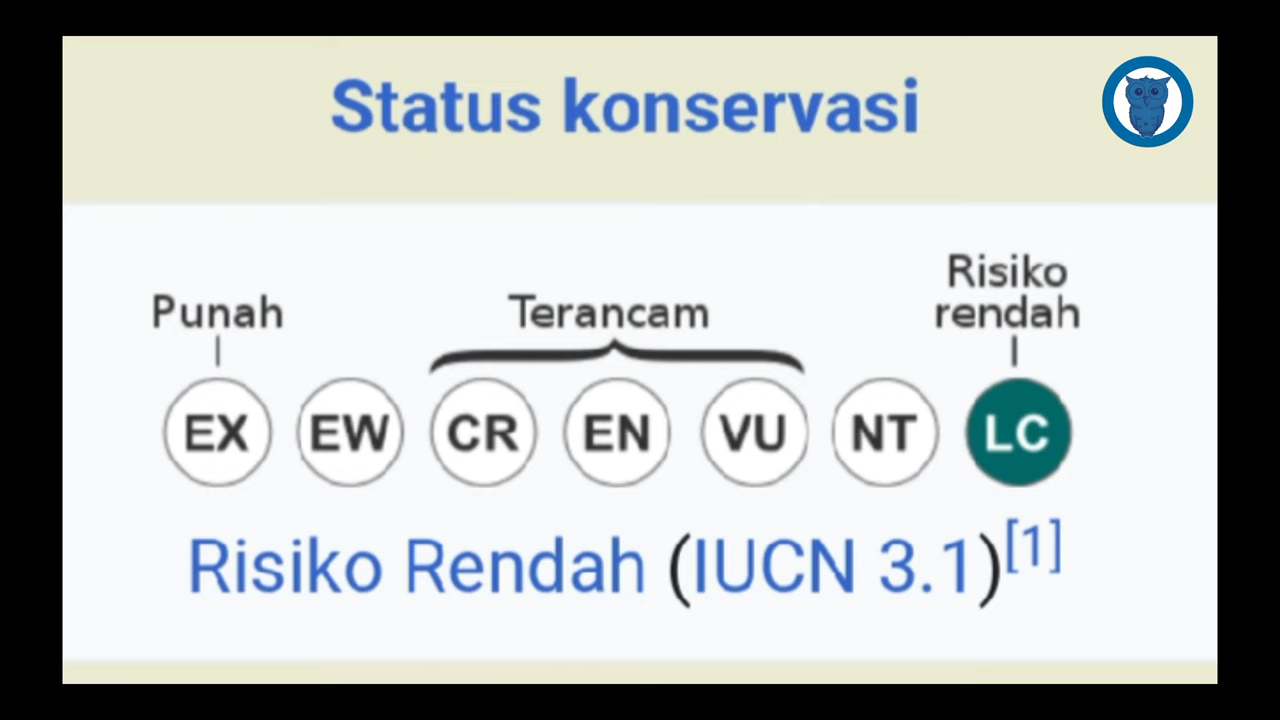 Status konservasi
Punah
Terancam
Risiko
rendah
EX EW CR EN VU NT LC
Risiko Rendah (IUCN 3.1)[1]